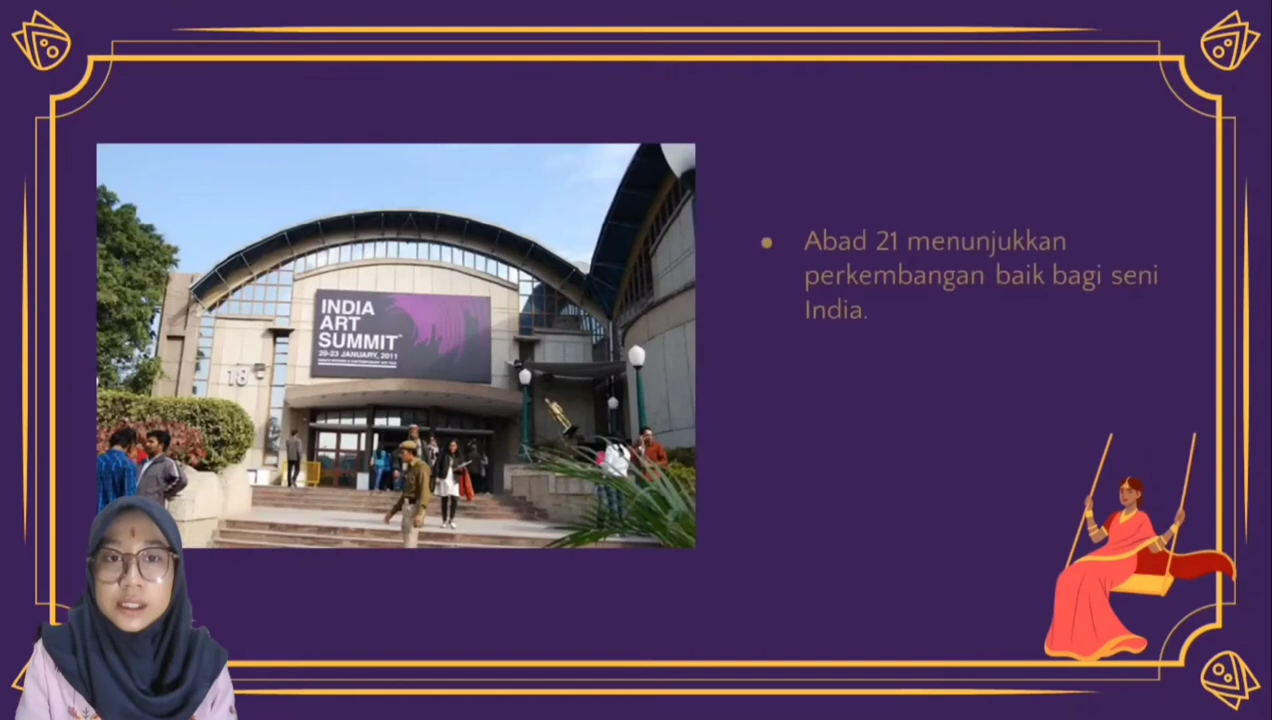 INDIA
ART
SUMMIT
20-23 JANUARY, 2011
18
Abad 21 menunjukkan
perkembangan baik bagi seni
India.